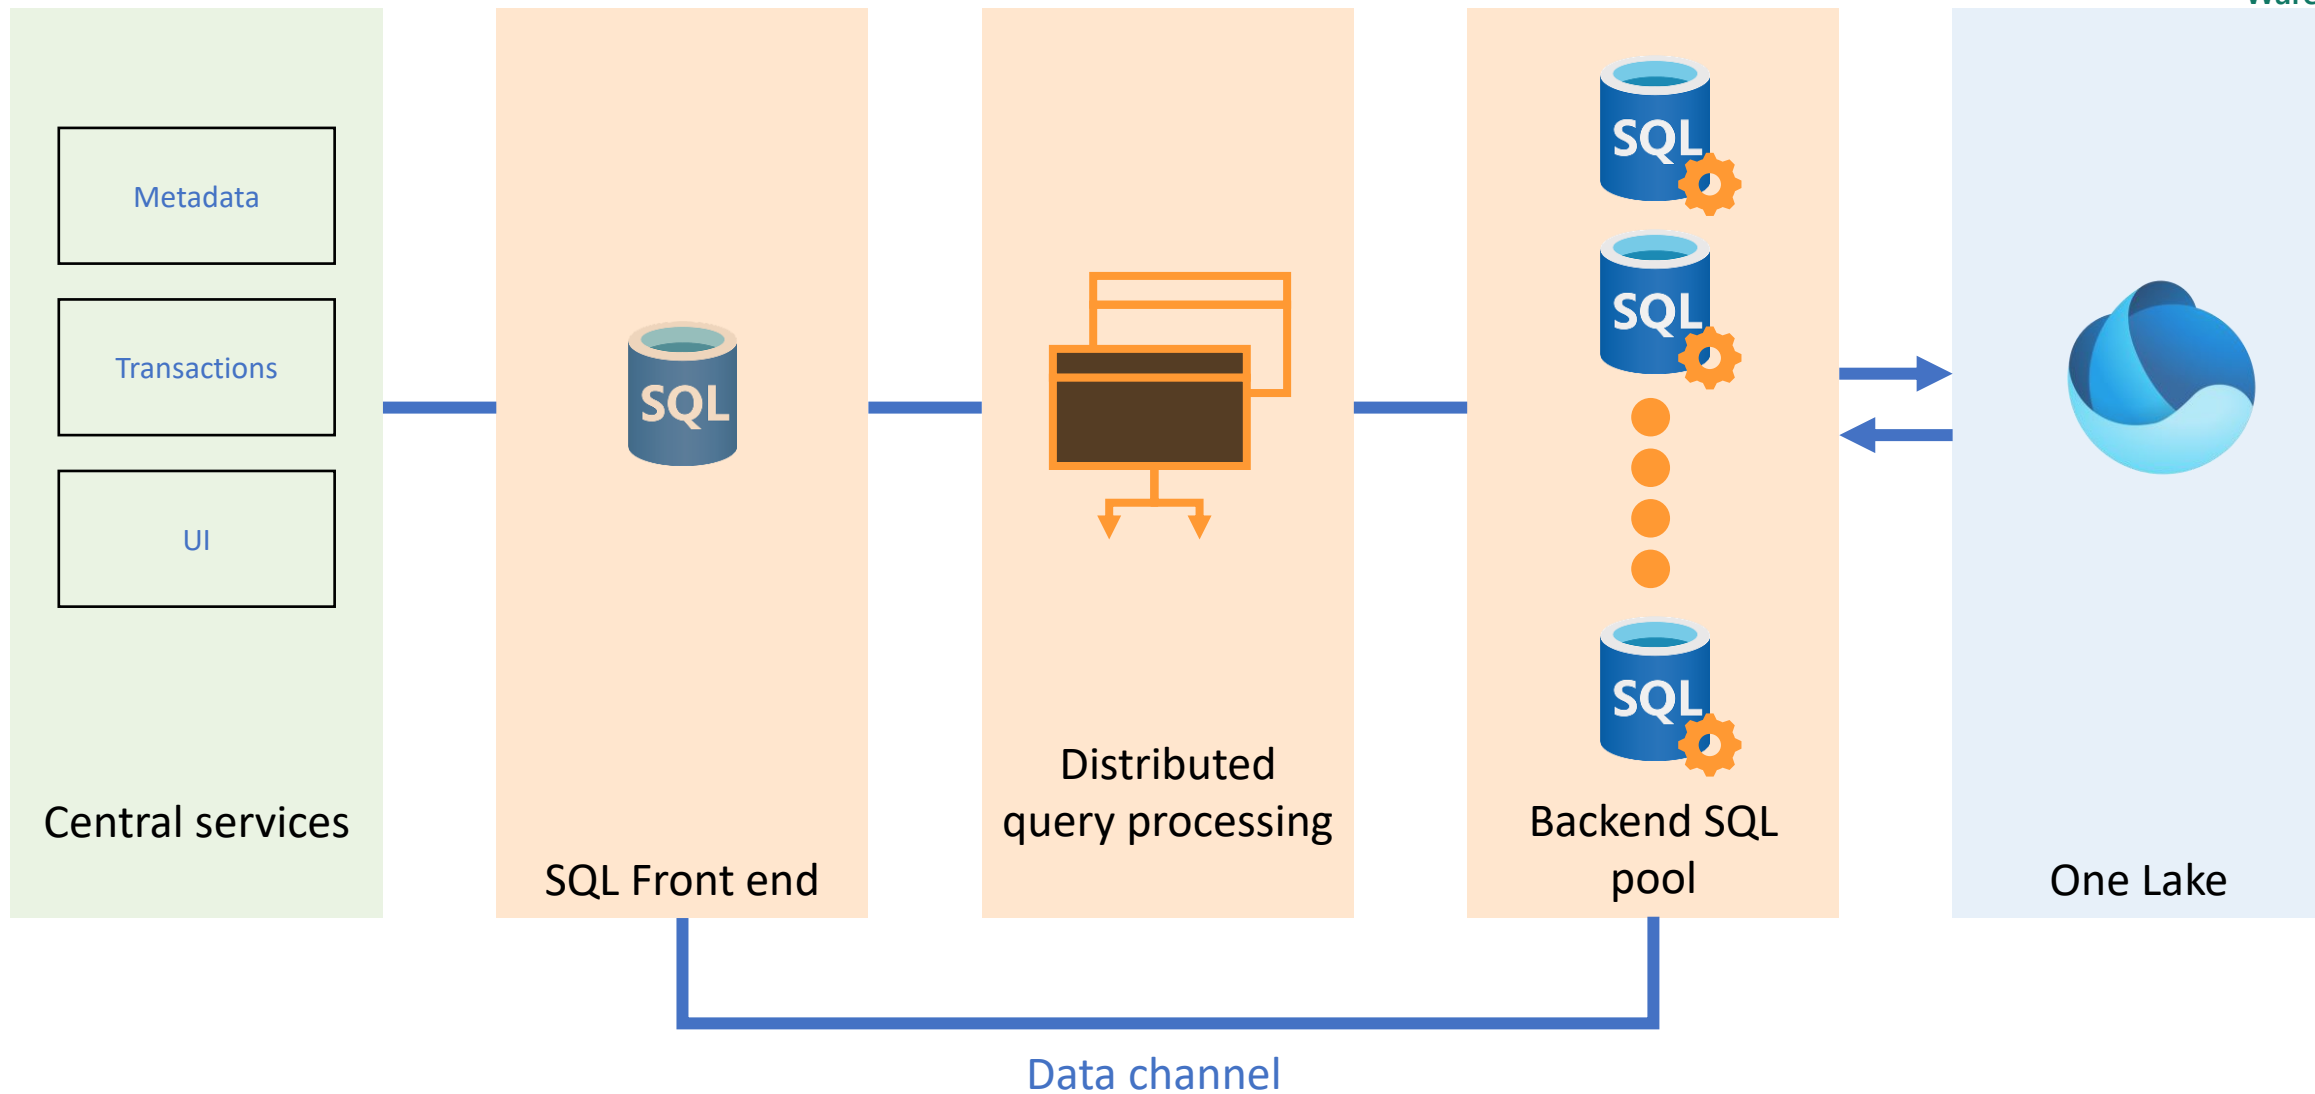 Metadata
Transactions
UI
Central services
SQL
SQL Front end
Distributed
query processing
SQL
SQL
SQL
Backend SQL
pool
One Lake
Data channel